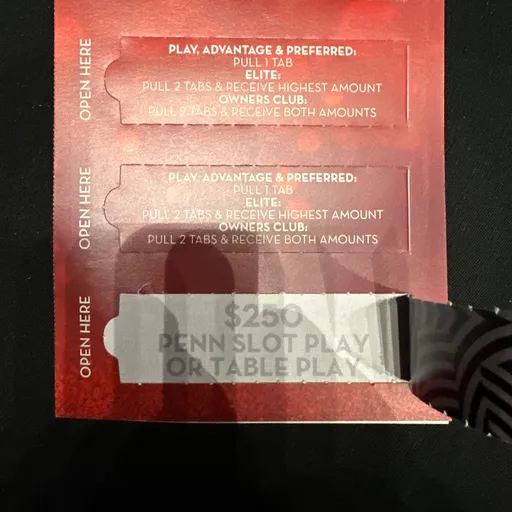 OPEN HERE
PLAY, ADVANTAGE & PREFERRED:
PULL 1 TAB
ELITE:
PULL 2 TABS & RECEIVE HIGHEST AMOUNT
OWNERS CLUB:
PULL 2 TABS & RECEIVE BOTH AMOUNTS
OPEN HERE
PLAY, ADVANTAGE & PREFERRED:
PULL 1 TAB
ELITE:
PULL 2 TABS & RECEIVE HIGHEST AMOUNT
OWNERS CLUB:
PULL 2 TABS & RECEIVE BOTH AMOUNTS
OPEN HERE
$250
PENN SLOT PLAY
OR TABLE PLAY